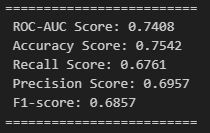 ==========================
ROC-AUC Score: 0.7408
Accuracy Score: 0.7542
Recall Score: 0.6761
Precision Score: 0.6957
F1-score: 0.6857
==========================